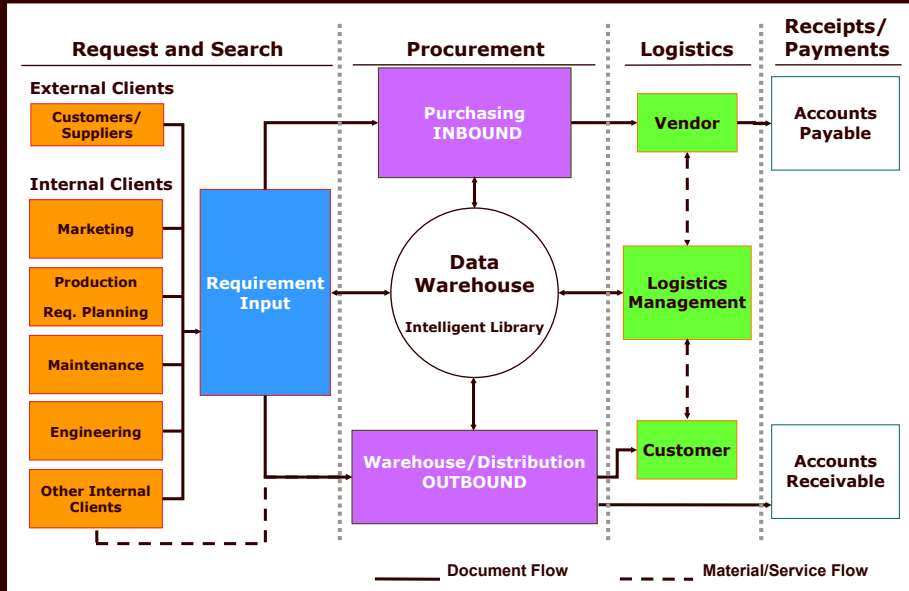 Request and Search
Procurement
Logistics
Receipts/
Payments
External Clients
Customers/
Suppliers
Internal Clients
Marketing
Production
Req. Planning
Maintenance
Engineering
Other Internal
Clients
Requirement
Input
Purchasing
INBOUND
Data
Warehouse
Intelligent Library
Warehouse/Distribution
OUTBOUND
Vendor
Logistics
Management
Customer
Accounts
Payable
Accounts
Receivable
Document Flow
Material/Service Flow